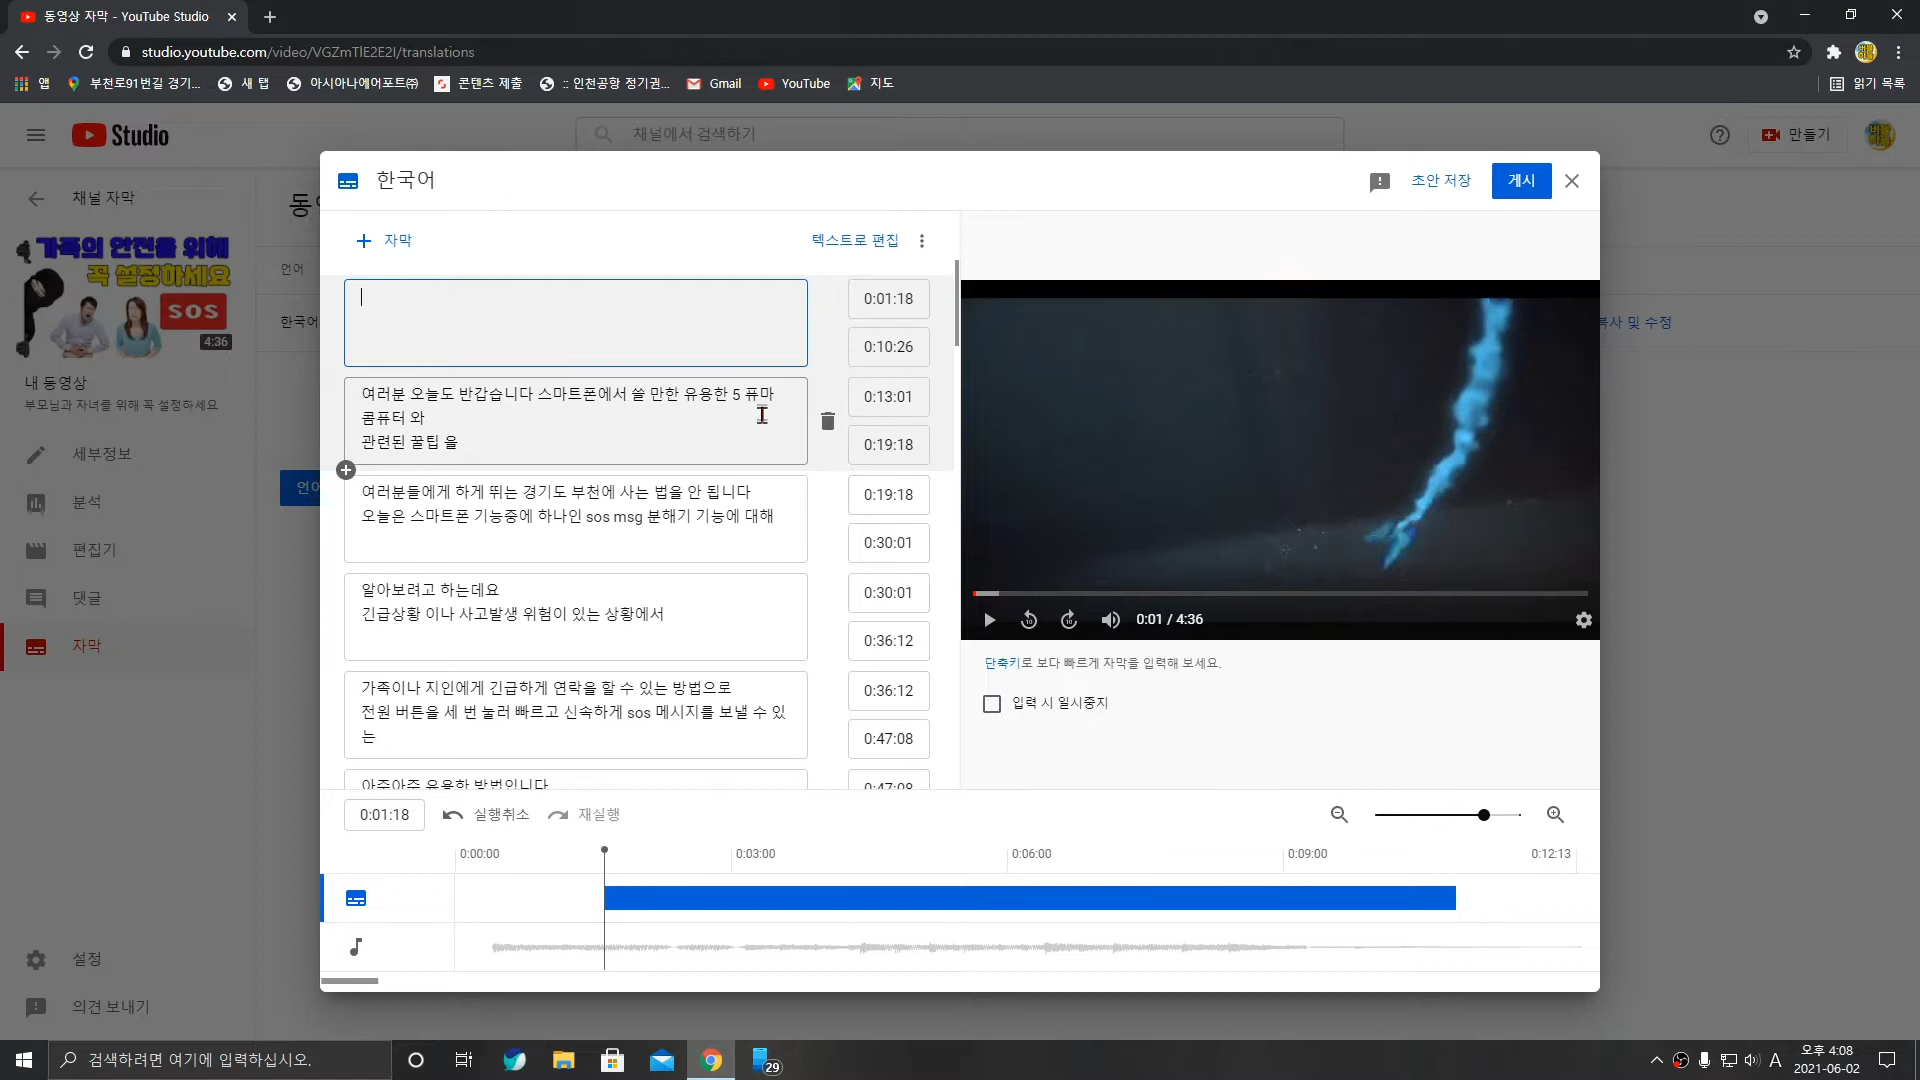 동영상 자막 - YouTube Studio
studio.youtube.com/video/VGZmTlE2E2I/translations
앱
부천로91번길 경기...
새 탭
아시아나에어포트㈜
콘텐츠 제출
:: 인천공항 정기권...
Gmail
YouTube
지도
읽기 목록
Studio
채널에서 검색하기
만들기
채널 자막
가족의 안전을 위해
꼭 설정하세요
SOS
4:36
내 동영상
부모님과 자녀를 위해 꼭 설정하세요
세부정보
분석
편집기
댓글
자막
설정
의견 보내기
언어
한국어
복사 및 수정
한국어
초안 저장
게시
자막
텍스트로 편집
0:01:18
0:10:26
여러분 오늘도 반갑습니다 스마트폰에서 쓸 만한 유용한 5 퓨마
콤퓨터 와
관련된 꿀팁 을
0:13:01
0:19:18
여러분들에게 하게 뛰는 경기도 부천에 사는 법을 안 됩니다
오늘은 스마트폰 기능중에 하나인 sos msg 분해기 기능에 대해
0:19:18
0:30:01
알아보려고 하는데요
긴급상황 이나 사고발생 위험이 있는 상황에서
0:30:01
0:36:12
가족이나 지인에게 긴급하게 연락을 할 수 있는 방법으로
전원 버튼을 세 번 눌러 빠르고 신속하게 sos 메시지를 보낼 수 있
는
0:36:12
0:47:08
아주아주 유용한 방법입니다
0:47:08
0:01 / 4:36
단축키로 보다 빠르게 자막을 입력해 보세요.
입력 시 일시중지
0:01:18
실행취소
재실행
0:00:00
0:03:00
0:06:00
0:09:00
0:12:13
검색하려면 여기에 입력하십시오.
29
A
오후 4:08
2021-06-02